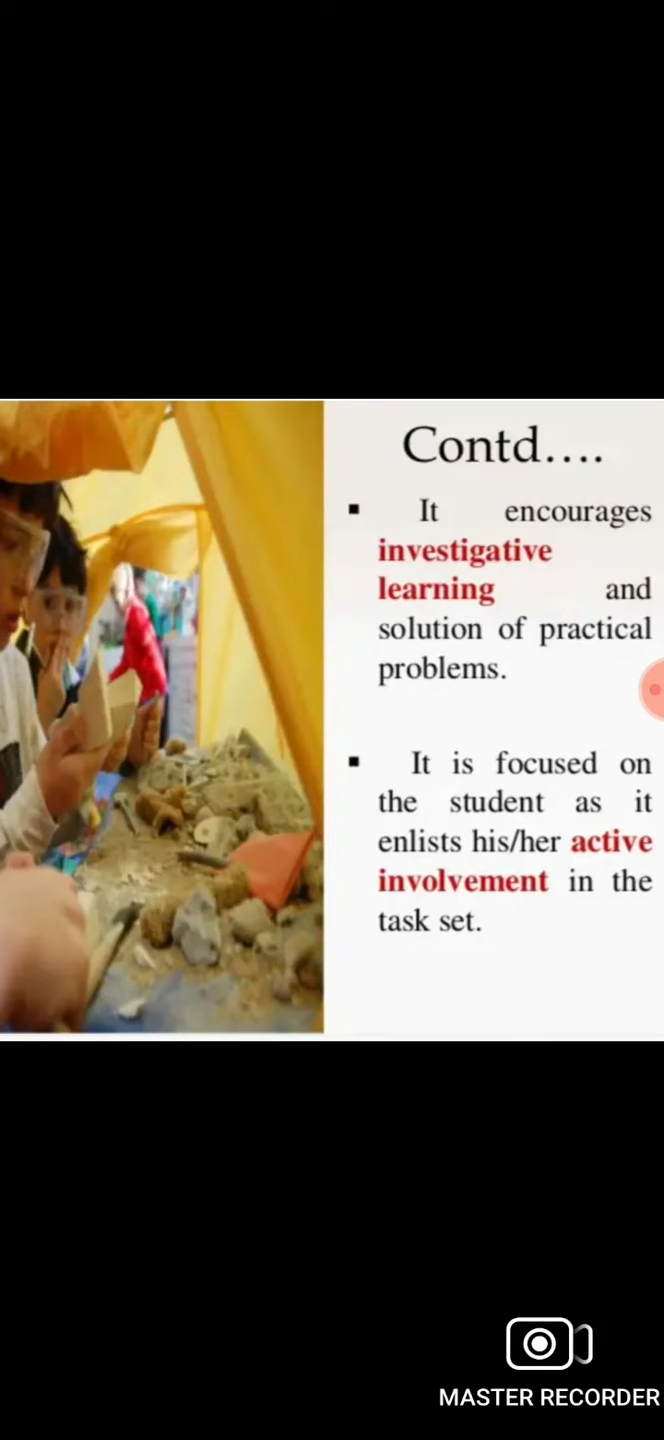 Contd....
▪ It encourages
investigative
learning and
solution of practical
problems.
▪ It is focused on
the student as it
enlists his/her active
involvement in the
task set.
MASTER RECORDER